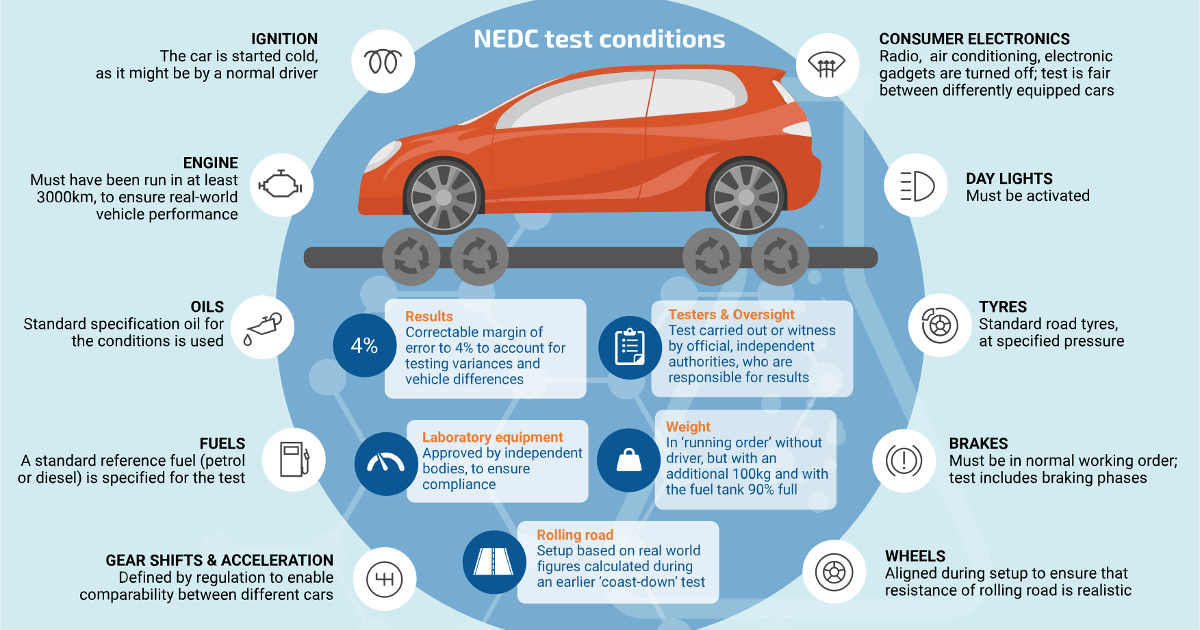 NEDC test conditions
IGNITION
The car is started cold,
as it might be by a normal driver
ENGINE
Must have been run in at least
3000km, to ensure real-world
vehicle performance
OILS
Standard specification oil for
the conditions is used
FUELS
A standard reference fuel (petrol
or diesel) is specified for the test
GEAR SHIFTS & ACCELERATION
Defined by regulation to enable
comparability between different cars
CONSUMER ELECTRONICS
Radio, air conditioning, electronic
gadgets are turned off; test is fair
between differently equipped cars
DAY LIGHTS
Must be activated
TYRES
Standard road tyres,
at specified pressure
BRAKES
Must be in normal working order;
test includes braking phases
WHEELS
Aligned during setup to ensure that
resistance of rolling road is realistic
4%
Results
Correctable margin of
error to 4% to account for
testing variances and
vehicle differences
Testers & Oversight
Test carried out or witness
by official, independent
authorities, who are
responsible for results
Laboratory equipment
Approved by independent
bodies, to ensure
compliance
Weight
In ‘running order’ without
driver, but with an
additional 100kg and with
the fuel tank 90% full
Rolling road
Setup based on real world
figures calculated during
an earlier ‘coast-down’ test